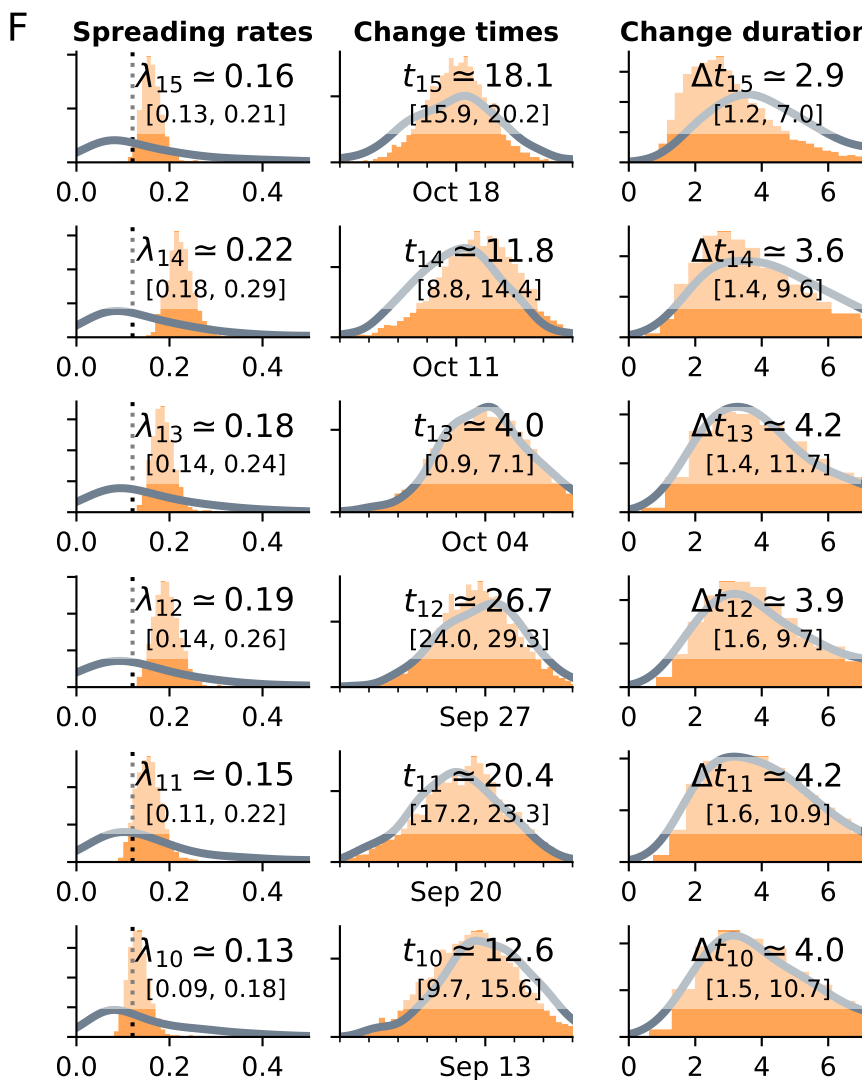 F
Spreading rates Change times Change duration
λ15 ≃ 0.16 t15 ≃ 18.1 Δt15 ≃ 2.9
[0.13, 0.21] [15.9, 20.2] [1.2, 7.0]
0.0 0.2 0.4 Oct 18 0 2 4 6
λ14 ≃ 0.22 t14 ≃ 11.8 Δt14 ≃ 3.6
[0.18, 0.29] [8.8, 14.4] [1.4, 9.6]
0.0 0.2 0.4 Oct 11 0 2 4 6
λ13 ≃ 0.18 t13 ≃ 4.0 Δt13 ≃ 4.2
[0.14, 0.24] [0.9, 7.1] [1.4, 11.7]
0.0 0.2 0.4 Oct 04 0 2 4 6
λ12 ≃ 0.19 t12 ≃ 26.7 Δt12 ≃ 3.9
[0.14, 0.26] [24.0, 29.3] [1.6, 9.7]
0.0 0.2 0.4 Sep 27 0 2 4 6
λ11 ≃ 0.15 t11 ≃ 20.4 Δt11 ≃ 4.2
[0.11, 0.22] [17.2, 23.3] [1.6, 10.9]
0.0 0.2 0.4 Sep 20 0 2 4 6
λ10 ≃ 0.13 t10 ≃ 12.6 Δt10 ≃ 4.0
[0.09, 0.18] [9.7, 15.6] [1.5, 10.7]
0.0 0.2 0.4 Sep 13 0 2 4 6